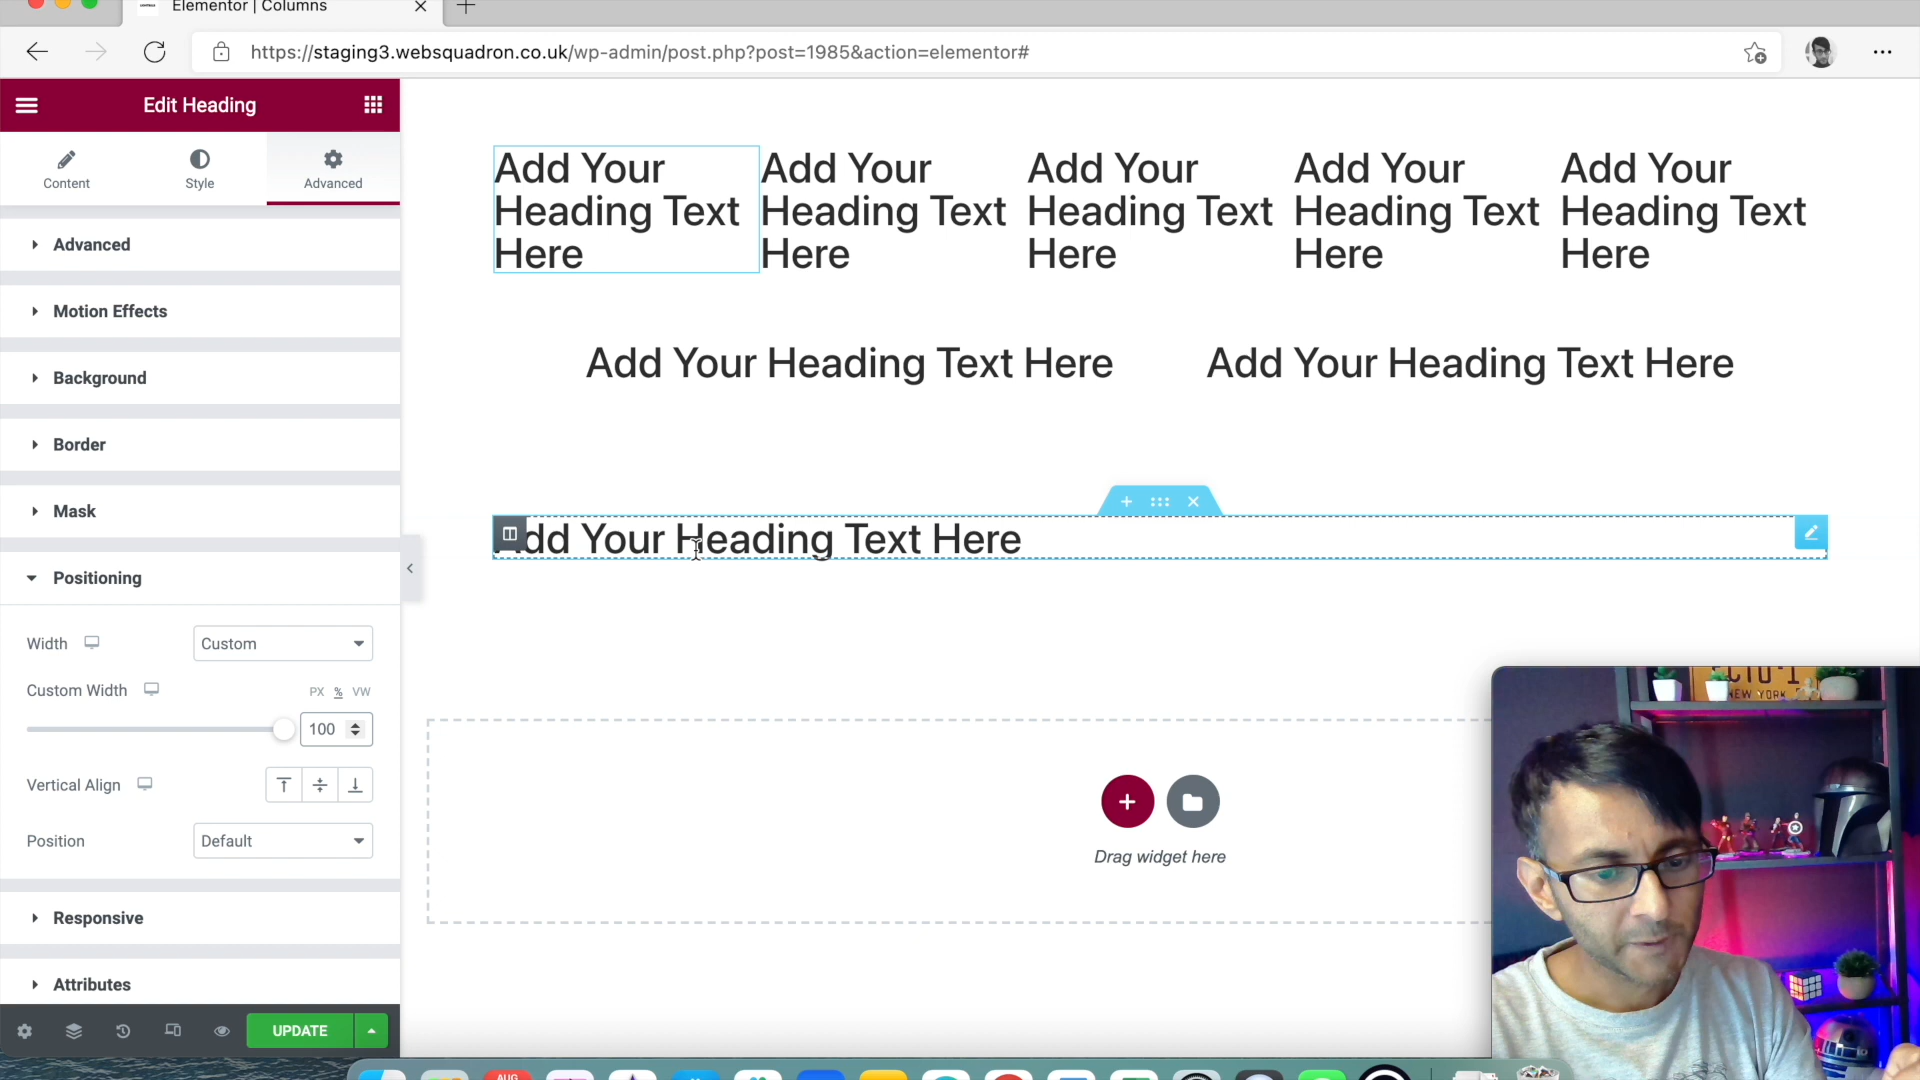 Elementor | Columns
https://staging3.websquadron.co.uk/wp-admin/post.php?post=1985&action=elementor#
Edit Heading
Content
Style
Advanced
Advanced
Motion Effects
Background
Border
Mask
Positioning
Width
Custom
Custom Width
PX % VW
100
Vertical Align
Position
Default
Responsive
Attributes
UPDATE
Add Your
Heading Text
Here
Add Your
Heading Text
Here
Add Your
Heading Text
Here
Add Your
Heading Text
Here
Add Your
Heading Text
Here
Add Your Heading Text Here
Add Your Heading Text Here
Add Your Heading Text Here
Drag widget here
NEW YORK
AUG